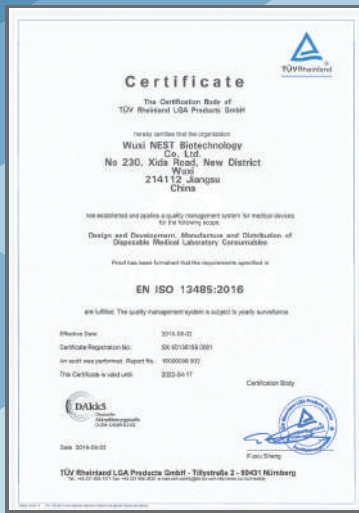 TÜVRheinland
Certificate
The Certification Body of
TÜV Rheinland LGA Products GmbH
hereby certifies that the organization
Wuxi NEST Biotechnology
Co. Ltd.
No 230, Xida Road, New District
Wuxi
214112 Jiangsu
China
has established and applies a quality management system for medical devices
for the following scope:
Design and Development, Manufacture and Distribution of
Disposable Medical Laboratory Consumables
Proof has been furnished that the requirements specified in
EN ISO 13485:2016
are fulfilled. The quality management system is subject to yearly surveillance.
Effective Date:
Certificate Registration No.:
An audit was performed. Report No.:
The Certificate is valid until: 2022-04-17
Certification Body
DAkkS
Deutsche
Akkreditierungsstelle
Date
TÜV Rheinland LGA Products GmbH - Tillystraße 2 - 90431 Nürnberg